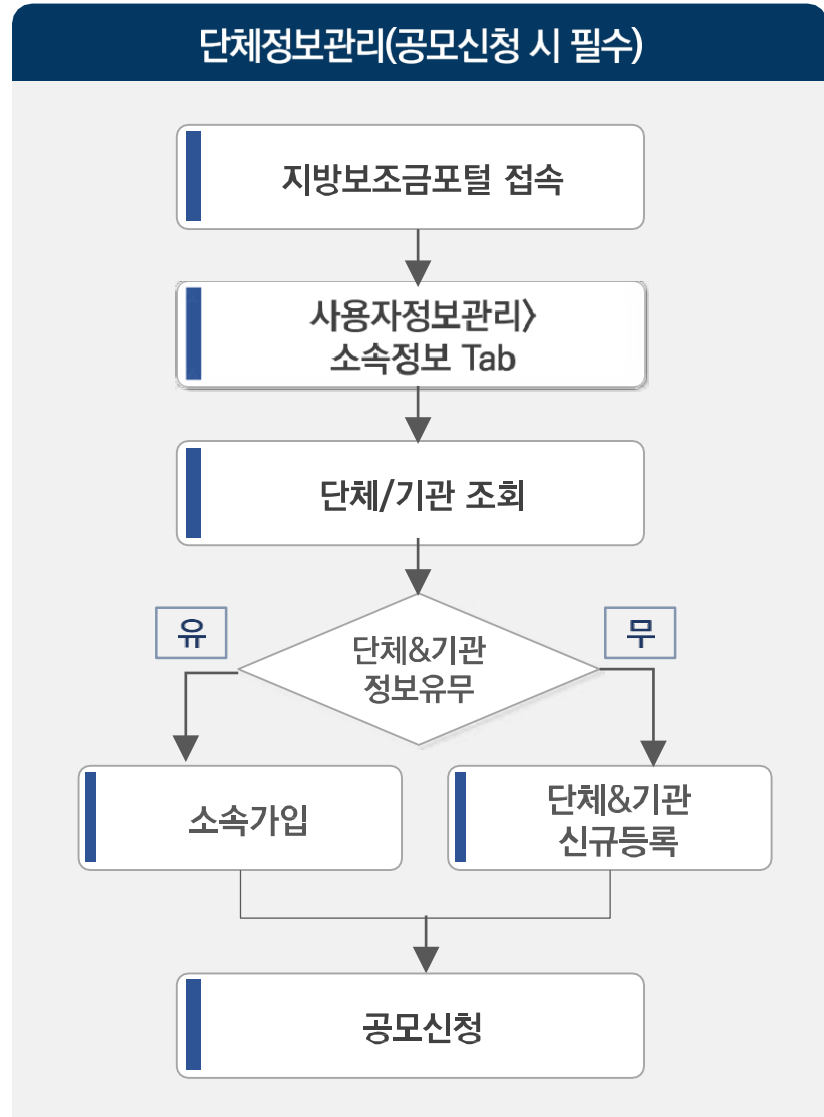 단체정보관리(공모신청 시 필수)
지방보조금포털 접속
사용자정보관리>
소속정보 Tab
단체/기관 조회
유
무
단체&기관
정보유무
소속가입
단체&기관
신규등록
공모신청